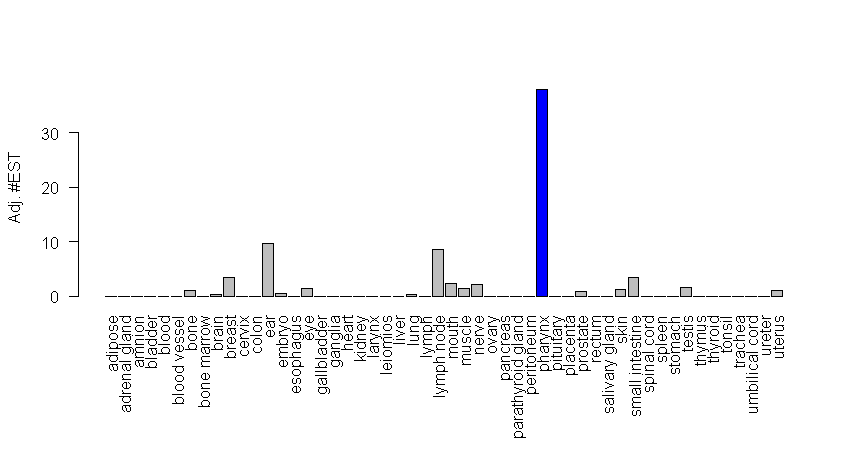 Adj. #EST
30
20
10
0
adipose
adrenal gland
amnion
bladder
blood
blood vessel
bone
bone marrow
brain
breast
cervix
colon
ear
embryo
esophagus
eye
gallbladder
ganglia
heart
kidney
larynx
leiomios
liver
lung
lymph
lymph node
mouth
muscle
nerve
ovary
pancreas
parathyroid gland
peritoneum
pharynx
pituitary
placenta
prostate
rectum
salivary gland
skin
small intestine
spinal cord
spleen
stomach
testis
thymus
thyroid
tonsil
trachea
umbilical cord
ureter
uterus